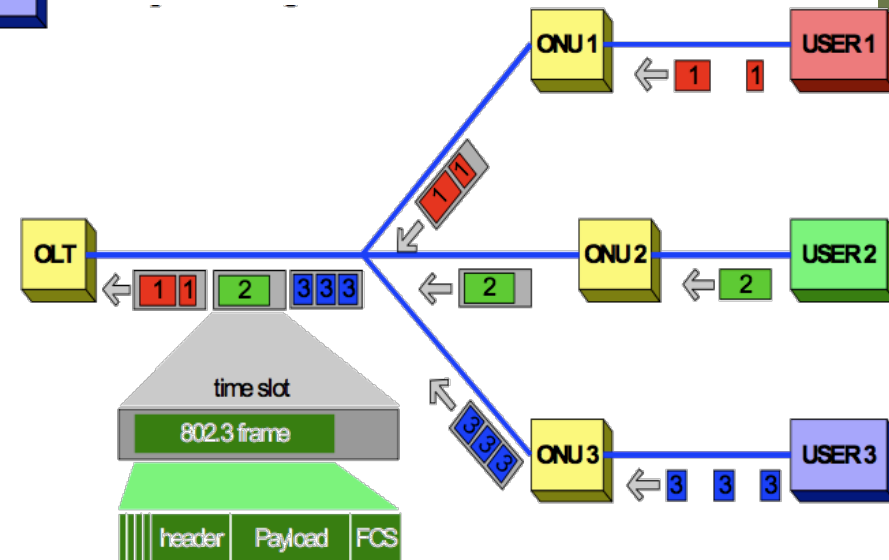 ONU 1
USER 1
1 1
1 1
OLT
ONU 2
USER 2
1 1 2 3 3 3
2
2
time slot
802.3 frame
3 3 3
ONU 3
USER 3
3 3 3
header Payload FCS